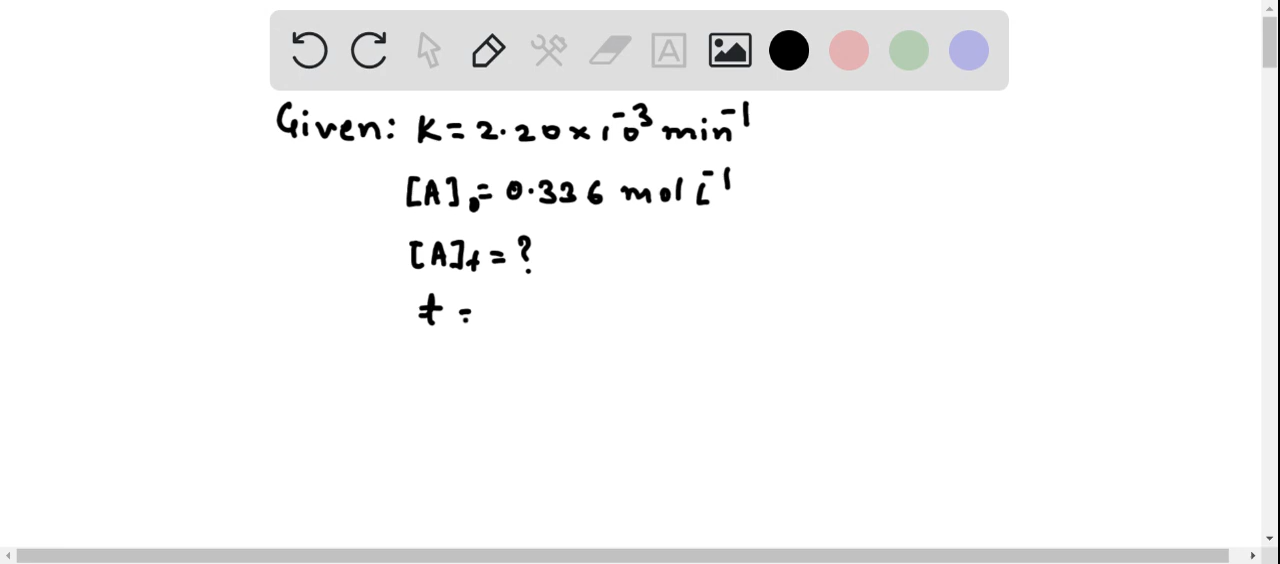 Given: K = 2.20 × 10⁻³ min⁻¹
[A]₀ = 0.336 mol L⁻¹
[A]t = ?
t =